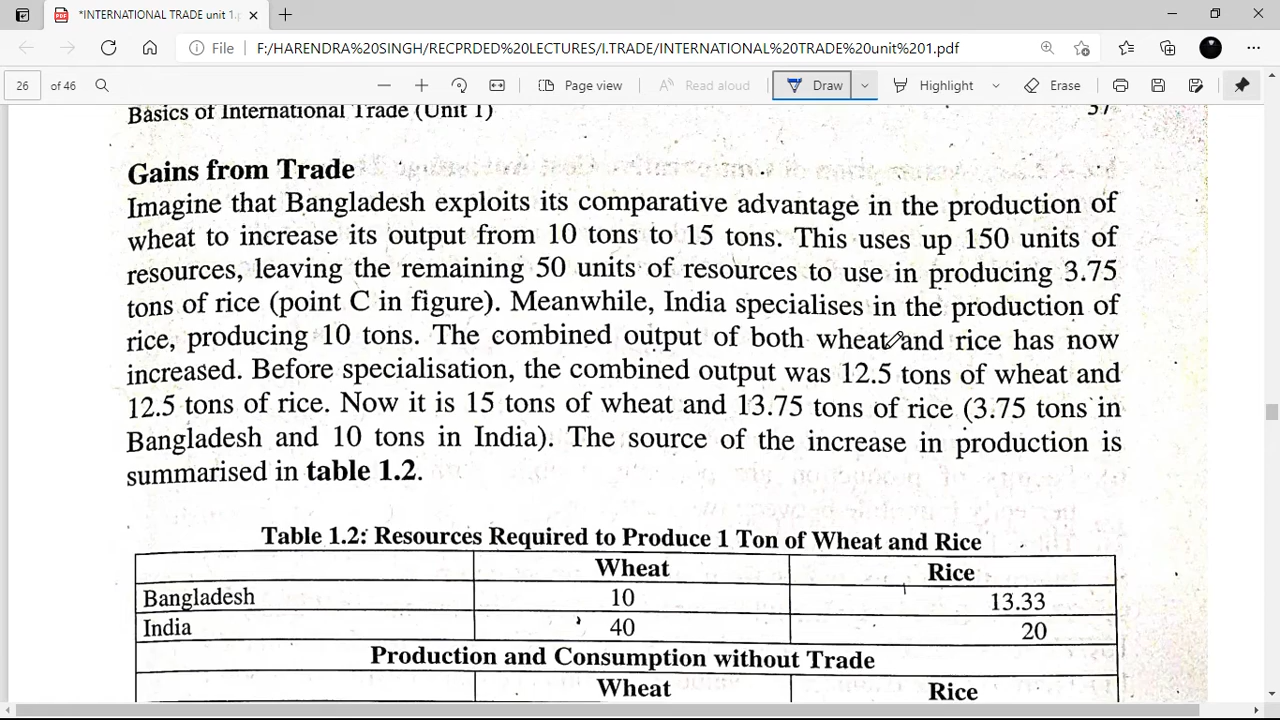 *INTERNATIONAL TRADE unit 1.p
File F:/HARENDRA%20SINGH/RECPRDED%20LECTURES/I.TRADE/INTERNATIONAL%20TRADE%20unit%201.pdf
26 of 46 Page view Read aloud Draw Highlight Erase
Basics of International Trade (Unit 1) 37
Gains from Trade
Imagine that Bangladesh exploits its comparative advantage in the production of
wheat to increase its output from 10 tons to 15 tons. This uses up 150 units of
resources, leaving the remaining 50 units of resources to use in producing 3.75
tons of rice (point C in figure). Meanwhile, India specialises in the production of
rice, producing 10 tons. The combined output of both wheat and rice has now
increased. Before specialisation, the combined output was 12.5 tons of wheat and
12.5 tons of rice. Now it is 15 tons of wheat and 13.75 tons of rice (3.75 tons in
Bangladesh and 10 tons in India). The source of the increase in production is
summarised in table 1.2.
Table 1.2: Resources Required to Produce 1 Ton of Wheat and Rice
Wheat Rice
Bangladesh 10 13.33
India 40 20
Production and Consumption without Trade
Wheat Rice